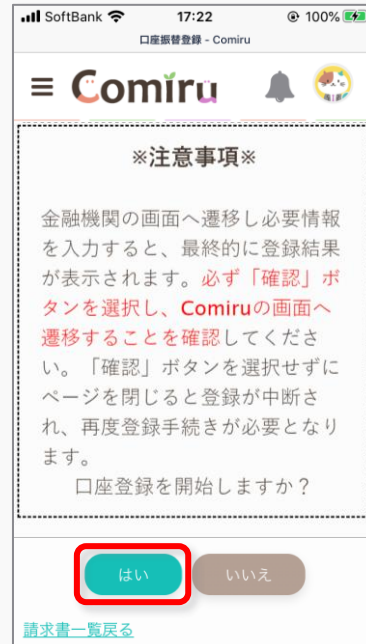 SoftBank 17:22 100%
口座振替登録 - Comiru
Comiru
※注意事項※
金融機関の画面へ遷移し必要情報
を入力すると、最終的に登録結果
が表示されます。必ず「確認」ボ
タンを選択し、Comiruの画面へ
遷移することを確認してくださ
い。「確認」ボタンを選択せずに
ページを閉じると登録が中断さ
れ、再度登録手続きが必要となり
ます。
口座登録を開始しますか？
はい いいえ
請求書一覧戻る